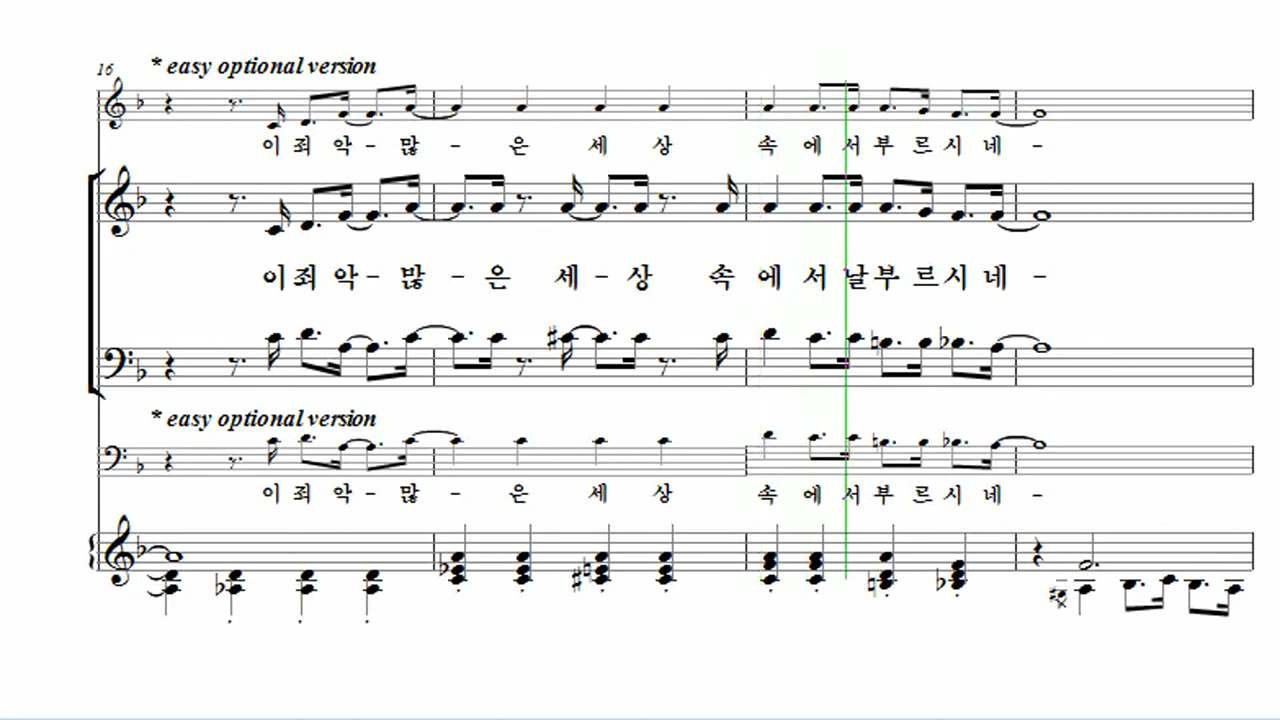 16
* easy optional version
이 죄 악 - 많 - 은 세 상 속 에 서 부 르 시 네 -
이 죄 악 - 많 - 은 세 - 상 속 에 서 날 부 르 시 네 -
* easy optional version
이 죄 악 - 많 - 은 세 상 속 에 서 부 르 시 네 -